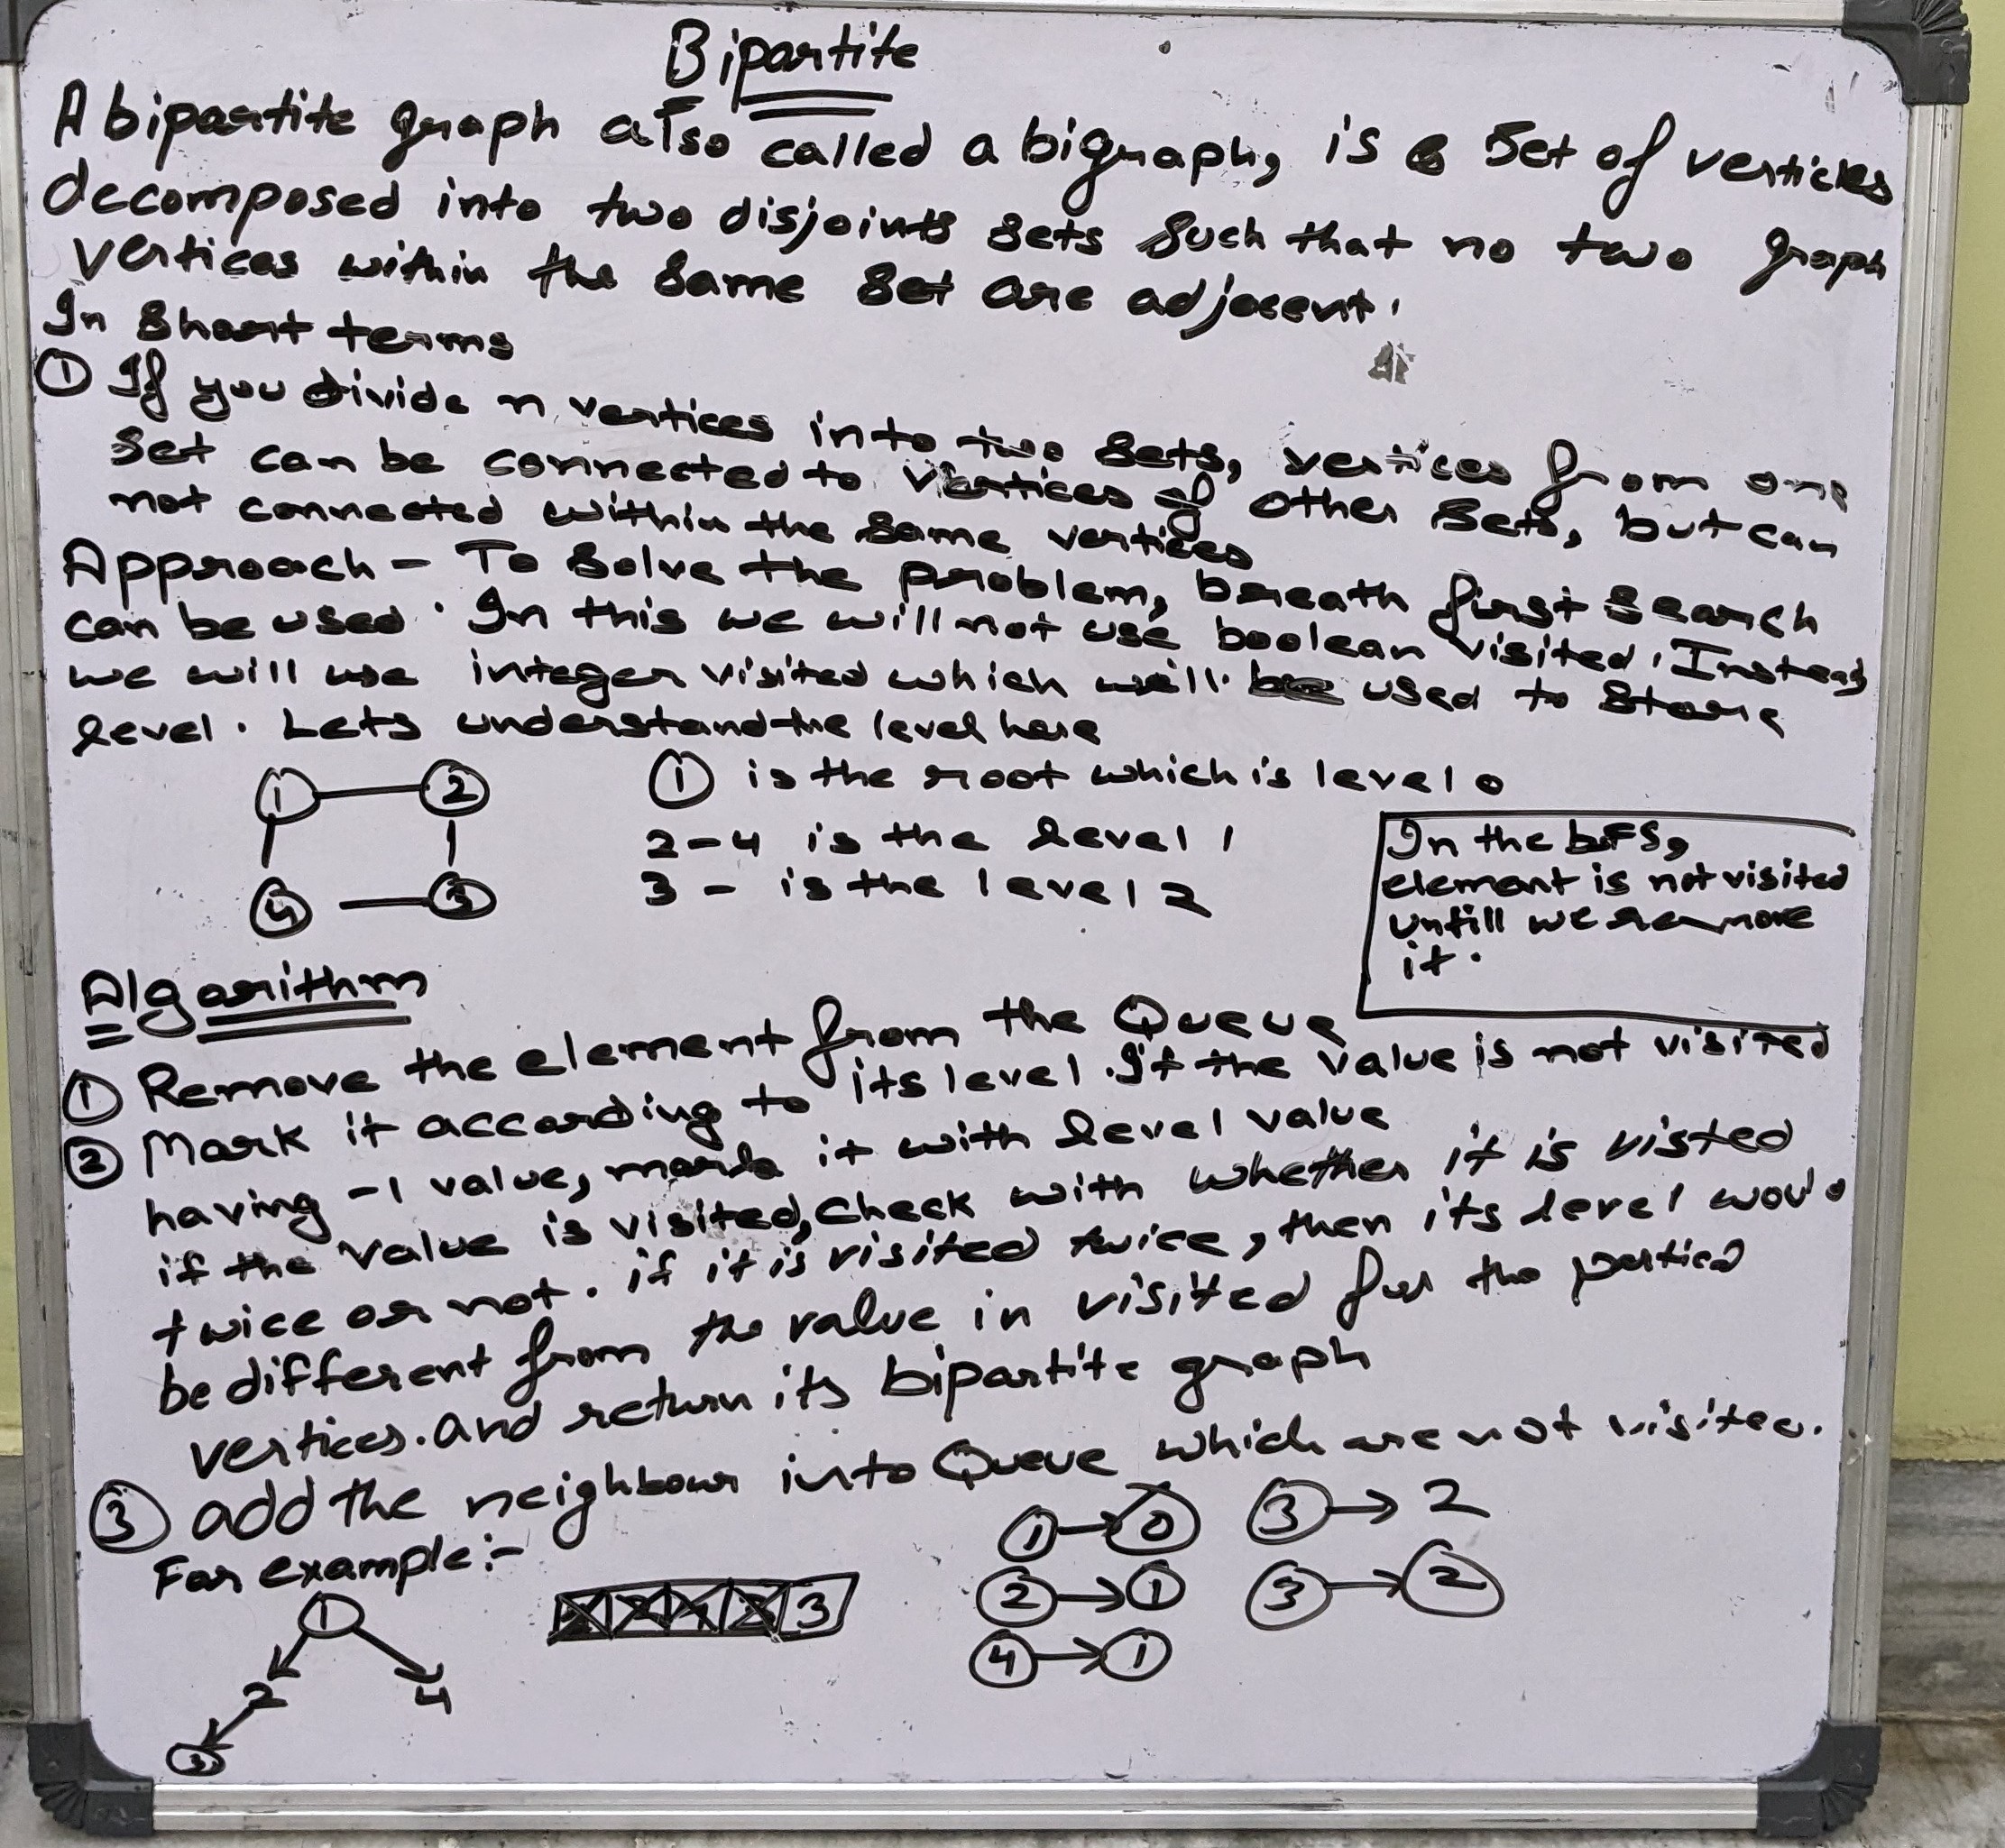 Bipartite
A bipartite graph also called a bigraph, is a set of verticles
decomposed into two disjoints sets such that no two graph
vertices within the same set are adjecent.
In short terms
① If you divide n vertices into two sets, vertices from one
set can be connected to vertices of other sets, but can
not connected within the same vertices
Approach - To solve the problem, breath first search
can be used. In this we will not use boolean visited. Instead
we will use integer visited which will be used to store
level. Lets understand the level here
① is the root which is level 0
2-4 is the level 1
3 - is the level 2
1 2
4 3
In the bFS,
element is not visited
untill we remove
it.
Algorithm
① Remove the element from the Queue
② Mark it according to its level. If the value is not visited
having -1 value, mark it with level value
if the value is visited, check with whether it is visted
twice or not. if it is visited twice, then its level would
be different from the value in visited for the
vertices. and return its bipartite graph
③ add the neighbour into Queue which are not visited.
For example:-
1 → 0 3 → 2
2 → 1 3 → 2
4 → 1
3
1
2 4
3